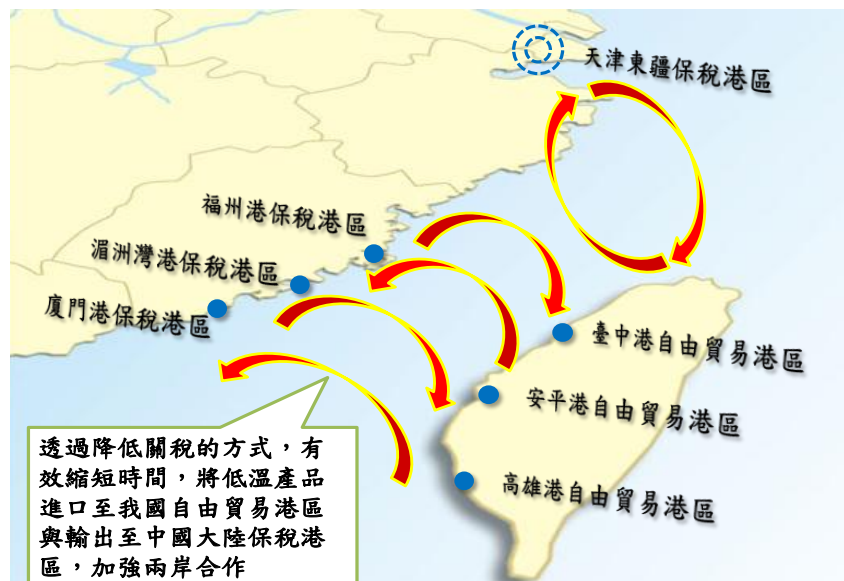 天津東疆保稅港區
福州港保稅港區
湄洲灣港保稅港區
廈門港保稅港區
臺中港自由貿易港區
安平港自由貿易港區
高雄港自由貿易港區
透過降低關稅的方式，有
效縮短時間，將低溫產品
進口至我國自由貿易港區
與輸出至中國大陸保稅港
區，加強兩岸合作